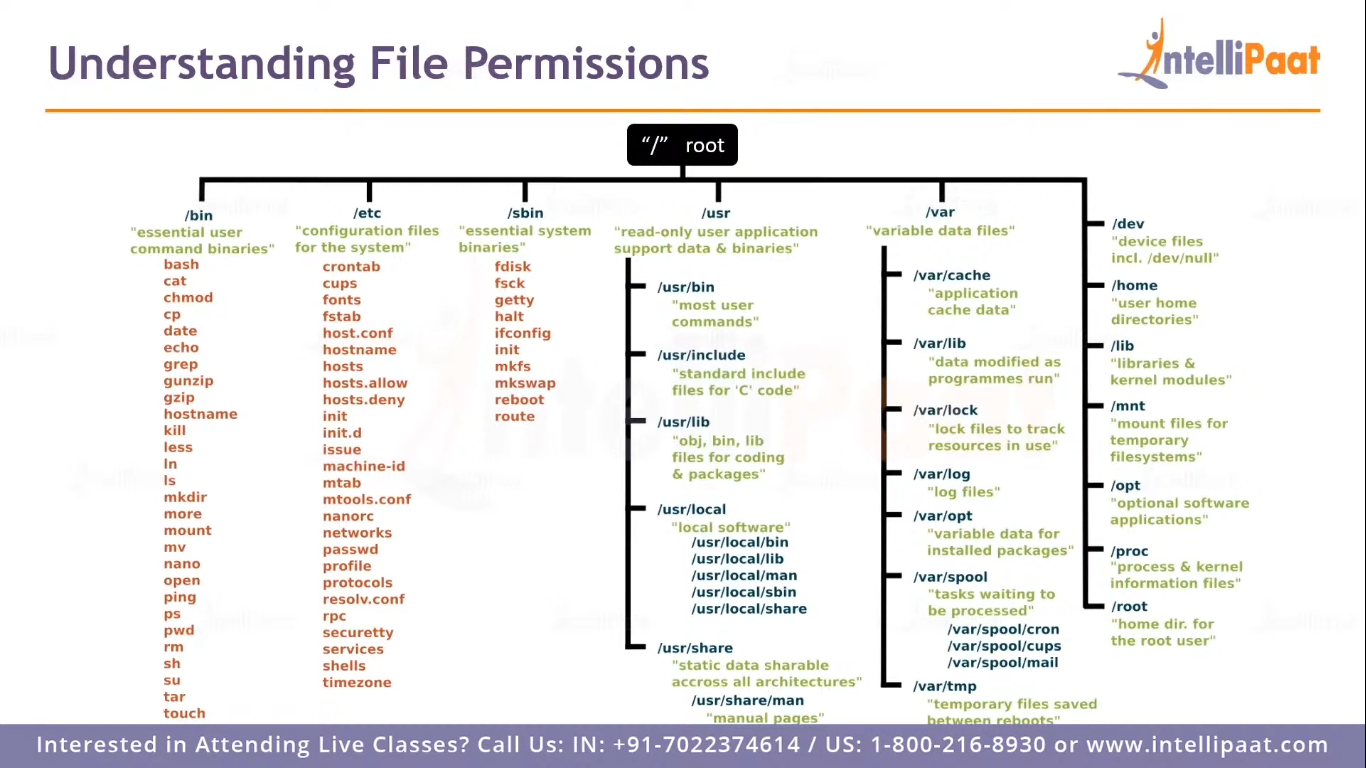 Understanding File Permissions
IntelliPaat
“/” root
/bin
"essential user
command binaries"
bash
cat
chmod
cp
date
echo
grep
gunzip
gzip
hostname
kill
less
ln
ls
mkdir
more
mount
mv
nano
open
ping
ps
pwd
rm
sh
su
tar
touch
/etc
"configuration files
for the system"
crontab
cups
fonts
fstab
host.conf
hostname
hosts
hosts.allow
hosts.deny
init
init.d
issue
machine-id
mtab
mtools.conf
nanorc
networks
passwd
profile
protocols
resolv.conf
rpc
securetty
services
shells
timezone
/sbin
"essential system
binaries"
fdisk
fsck
getty
halt
ifconfig
init
mkfs
mkswap
reboot
route
/usr
"read-only user application
support data & binaries"
/usr/bin
"most user
commands"
/usr/include
"standard include
files for 'C' code"
/usr/lib
"obj, bin, lib
files for coding
& packages"
/usr/local
"local software"
/usr/local/bin
/usr/local/lib
/usr/local/man
/usr/local/sbin
/usr/local/share
/usr/share
"static data sharable
accross all architectures"
/usr/share/man
"manual pages"
/var
"variable data files"
/var/cache
"application
cache data"
/var/lib
"data modified as
programmes run"
/var/lock
"lock files to track
resources in use"
/var/log
"log files"
/var/opt
"variable data for
installed packages"
/var/spool
"tasks waiting to
be processed"
/var/spool/cron
/var/spool/cups
/var/spool/mail
/var/tmp
"temporary files saved
between reboots"
/dev
"device files
incl. /dev/null"
/home
"user home
directories"
/lib
"libraries &
kernel modules"
/mnt
"mount files for
temporary
filesystems"
/opt
"optional software
applications"
/proc
"process & kernel
information files"
/root
"home dir. for
the root user"
Interested in Attending Live Classes? Call Us: IN: +91-7022374614 / US: 1-800-216-8930 or www.intellipaat.com